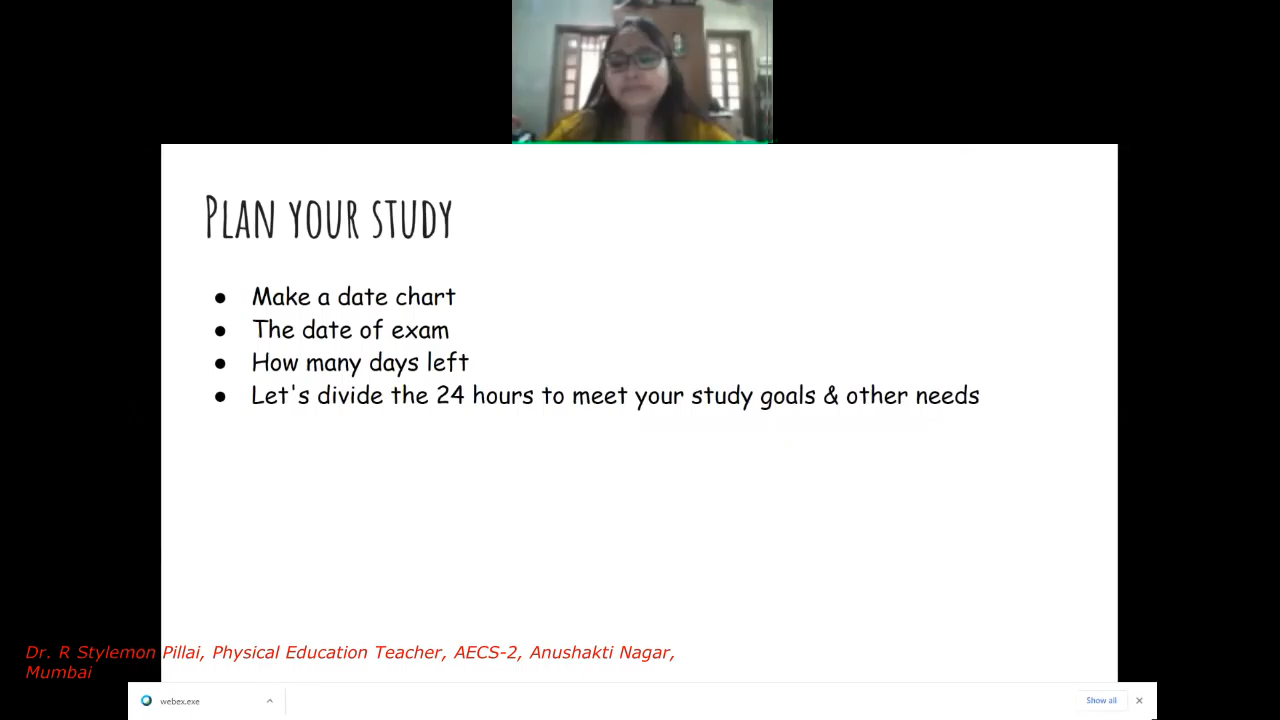 Plan your study
● Make a date chart
● The date of exam
● How many days left
● Let's divide the 24 hours to meet your study goals & other needs
Dr. R Stylemon Pillai, Physical Education Teacher, AECS-2, Anushakti Nagar,
Mumbai
webex.exe
Show all